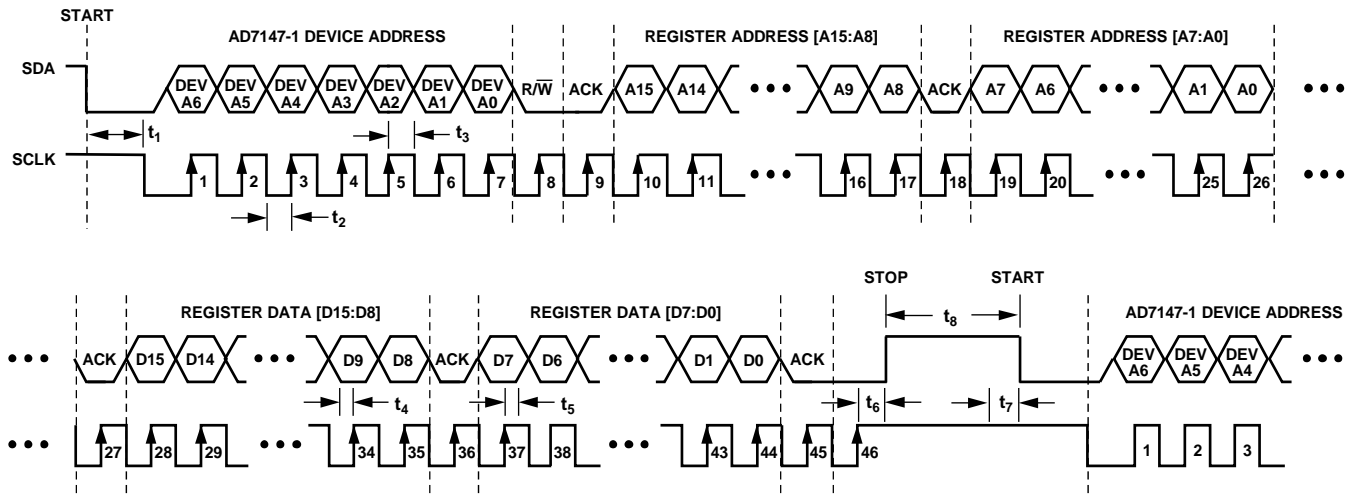 START
AD7147-1 DEVICE ADDRESS REGISTER ADDRESS [A15:A8] REGISTER ADDRESS [A7:A0]
SDA DEV A6 DEV A5 DEV A4 DEV A3 DEV A2 DEV A1 DEV A0 R/W̅ ACK A15 A14 A9 A8 ACK A7 A6 A1 A0
t1 t3
SCLK 1 2 3 4 5 6 7 8 9 10 11 16 17 18 19 20 25 26
t2
STOP START
REGISTER DATA [D15:D8] REGISTER DATA [D7:D0] t8 AD7147-1 DEVICE ADDRESS
ACK D15 D14 D9 D8 ACK D7 D6 D1 D0 ACK DEV A6 DEV A5 DEV A4
t4 t5 t6 t7
27 28 29 34 35 36 37 38 43 44 45 46 1 2 3